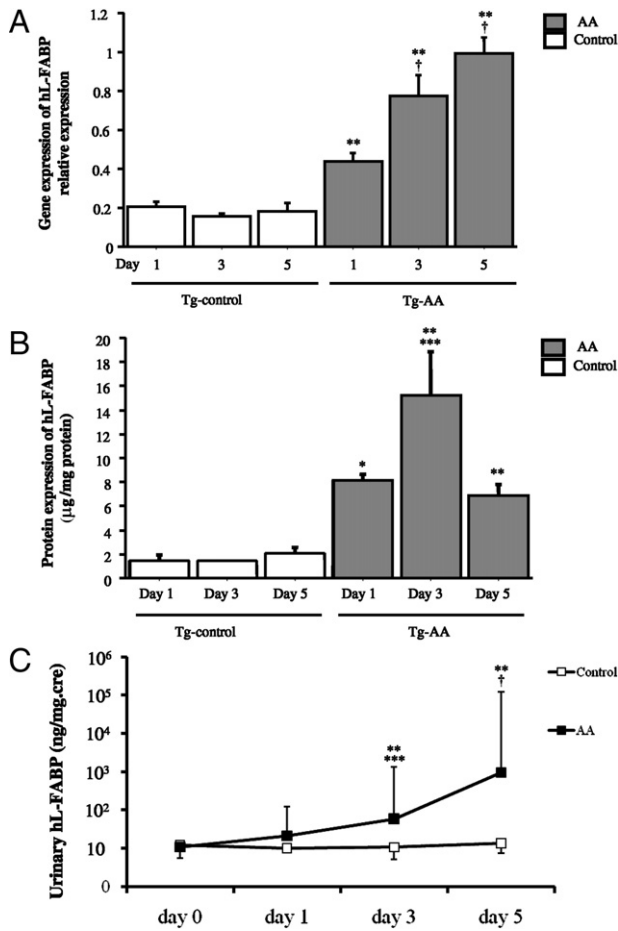 A
Gene expression of hL-FABP
relative expression
1.2
1
0.8
0.6
0.4
0.2
0
**
**
†
**
†
AA
Control
Day 1 3 5 1 3 5
Tg-control Tg-AA
B
Protein expression of hL-FABP
(µg/mg protein)
20
18
16
14
12
10
8
6
4
2
0
*
**
***
**
AA
Control
Day 1 Day 3 Day 5 Day 1 Day 3 Day 5
Tg-control Tg-AA
C
Urinary hL-FABP (ng/mg.cre)
10⁶
10⁵
10⁴
10³
10²
10
0
**
***
**
†
Control
AA
day 0 day 1 day 3 day 5